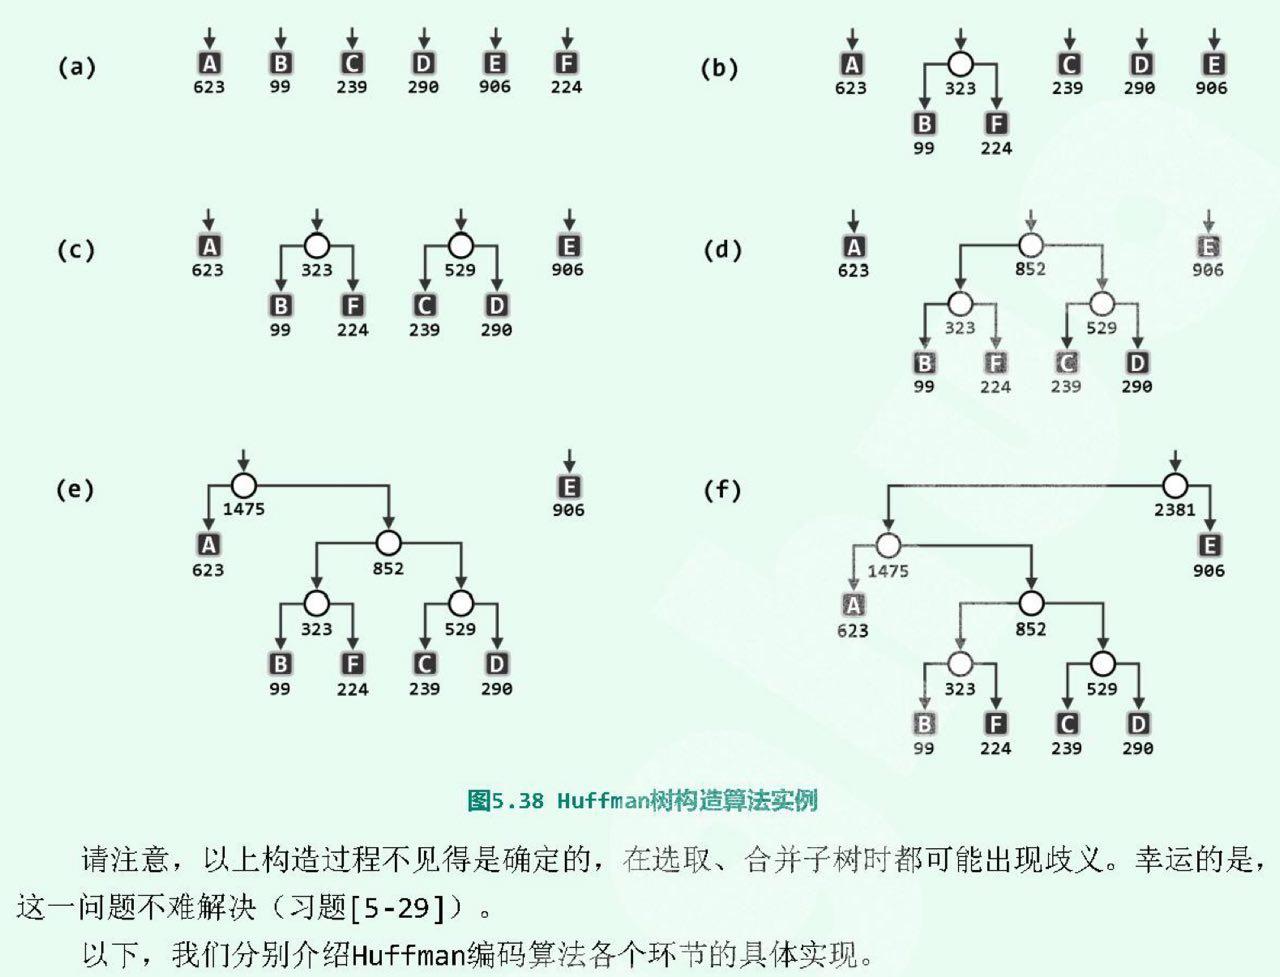 (a) A B C D E F
623 99 239 290 906 224
(b) A C D E
623 323 239 290 906
B F
99 224
(c) A E
623 323 529 906
B F C D
99 224 239 290
(d) A E
623 852 906
323 529
B F C D
99 224 239 290
(e) E
1475 906
A
623 852
323 529
B F C D
99 224 239 290
(f)
2381
E
1475 906
A
623 852
323 529
B F C D
99 224 239 290
图5.38 Huffman树构造算法实例
请注意，以上构造过程不见得是确定的，在选取、合并子树时都可能出现歧义。幸运的是，
这一问题不难解决（习题[5-29]）。
以下，我们分别介绍Huffman编码算法各个环节的具体实现。